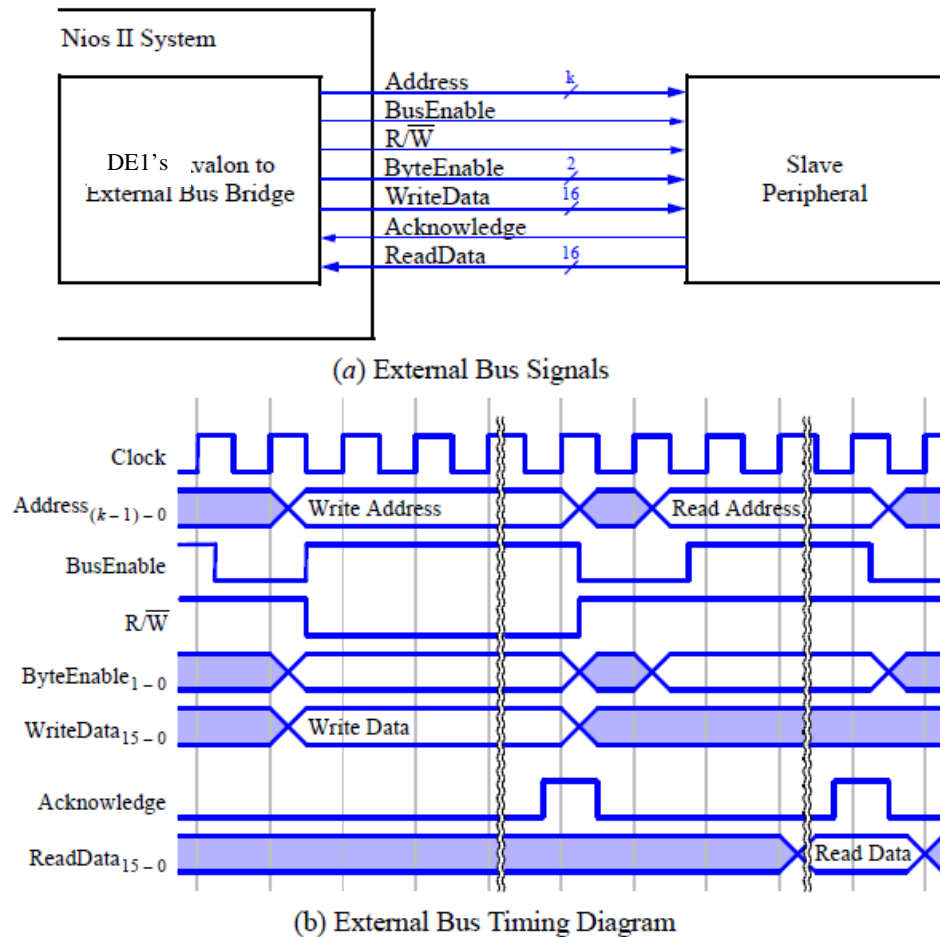 Nios II System
DE1's valon to
External Bus Bridge
Address k
BusEnable
R/W̅
ByteEnable 2
WriteData 16
Acknowledge
ReadData 16
Slave
Peripheral
(a) External Bus Signals
Clock
Address(k−1)−0 Write Address Read Address
BusEnable
R/W̅
ByteEnable1−0
WriteData15−0 Write Data
Acknowledge
ReadData15−0 Read Data
(b) External Bus Timing Diagram